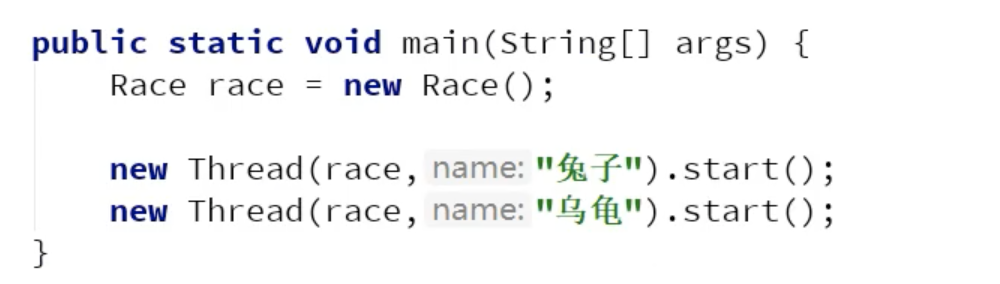 public static void main(String[] args) {
    Race race = new Race();

    new Thread(race, name: "兔子").start();
    new Thread(race, name: "乌龟").start();
}